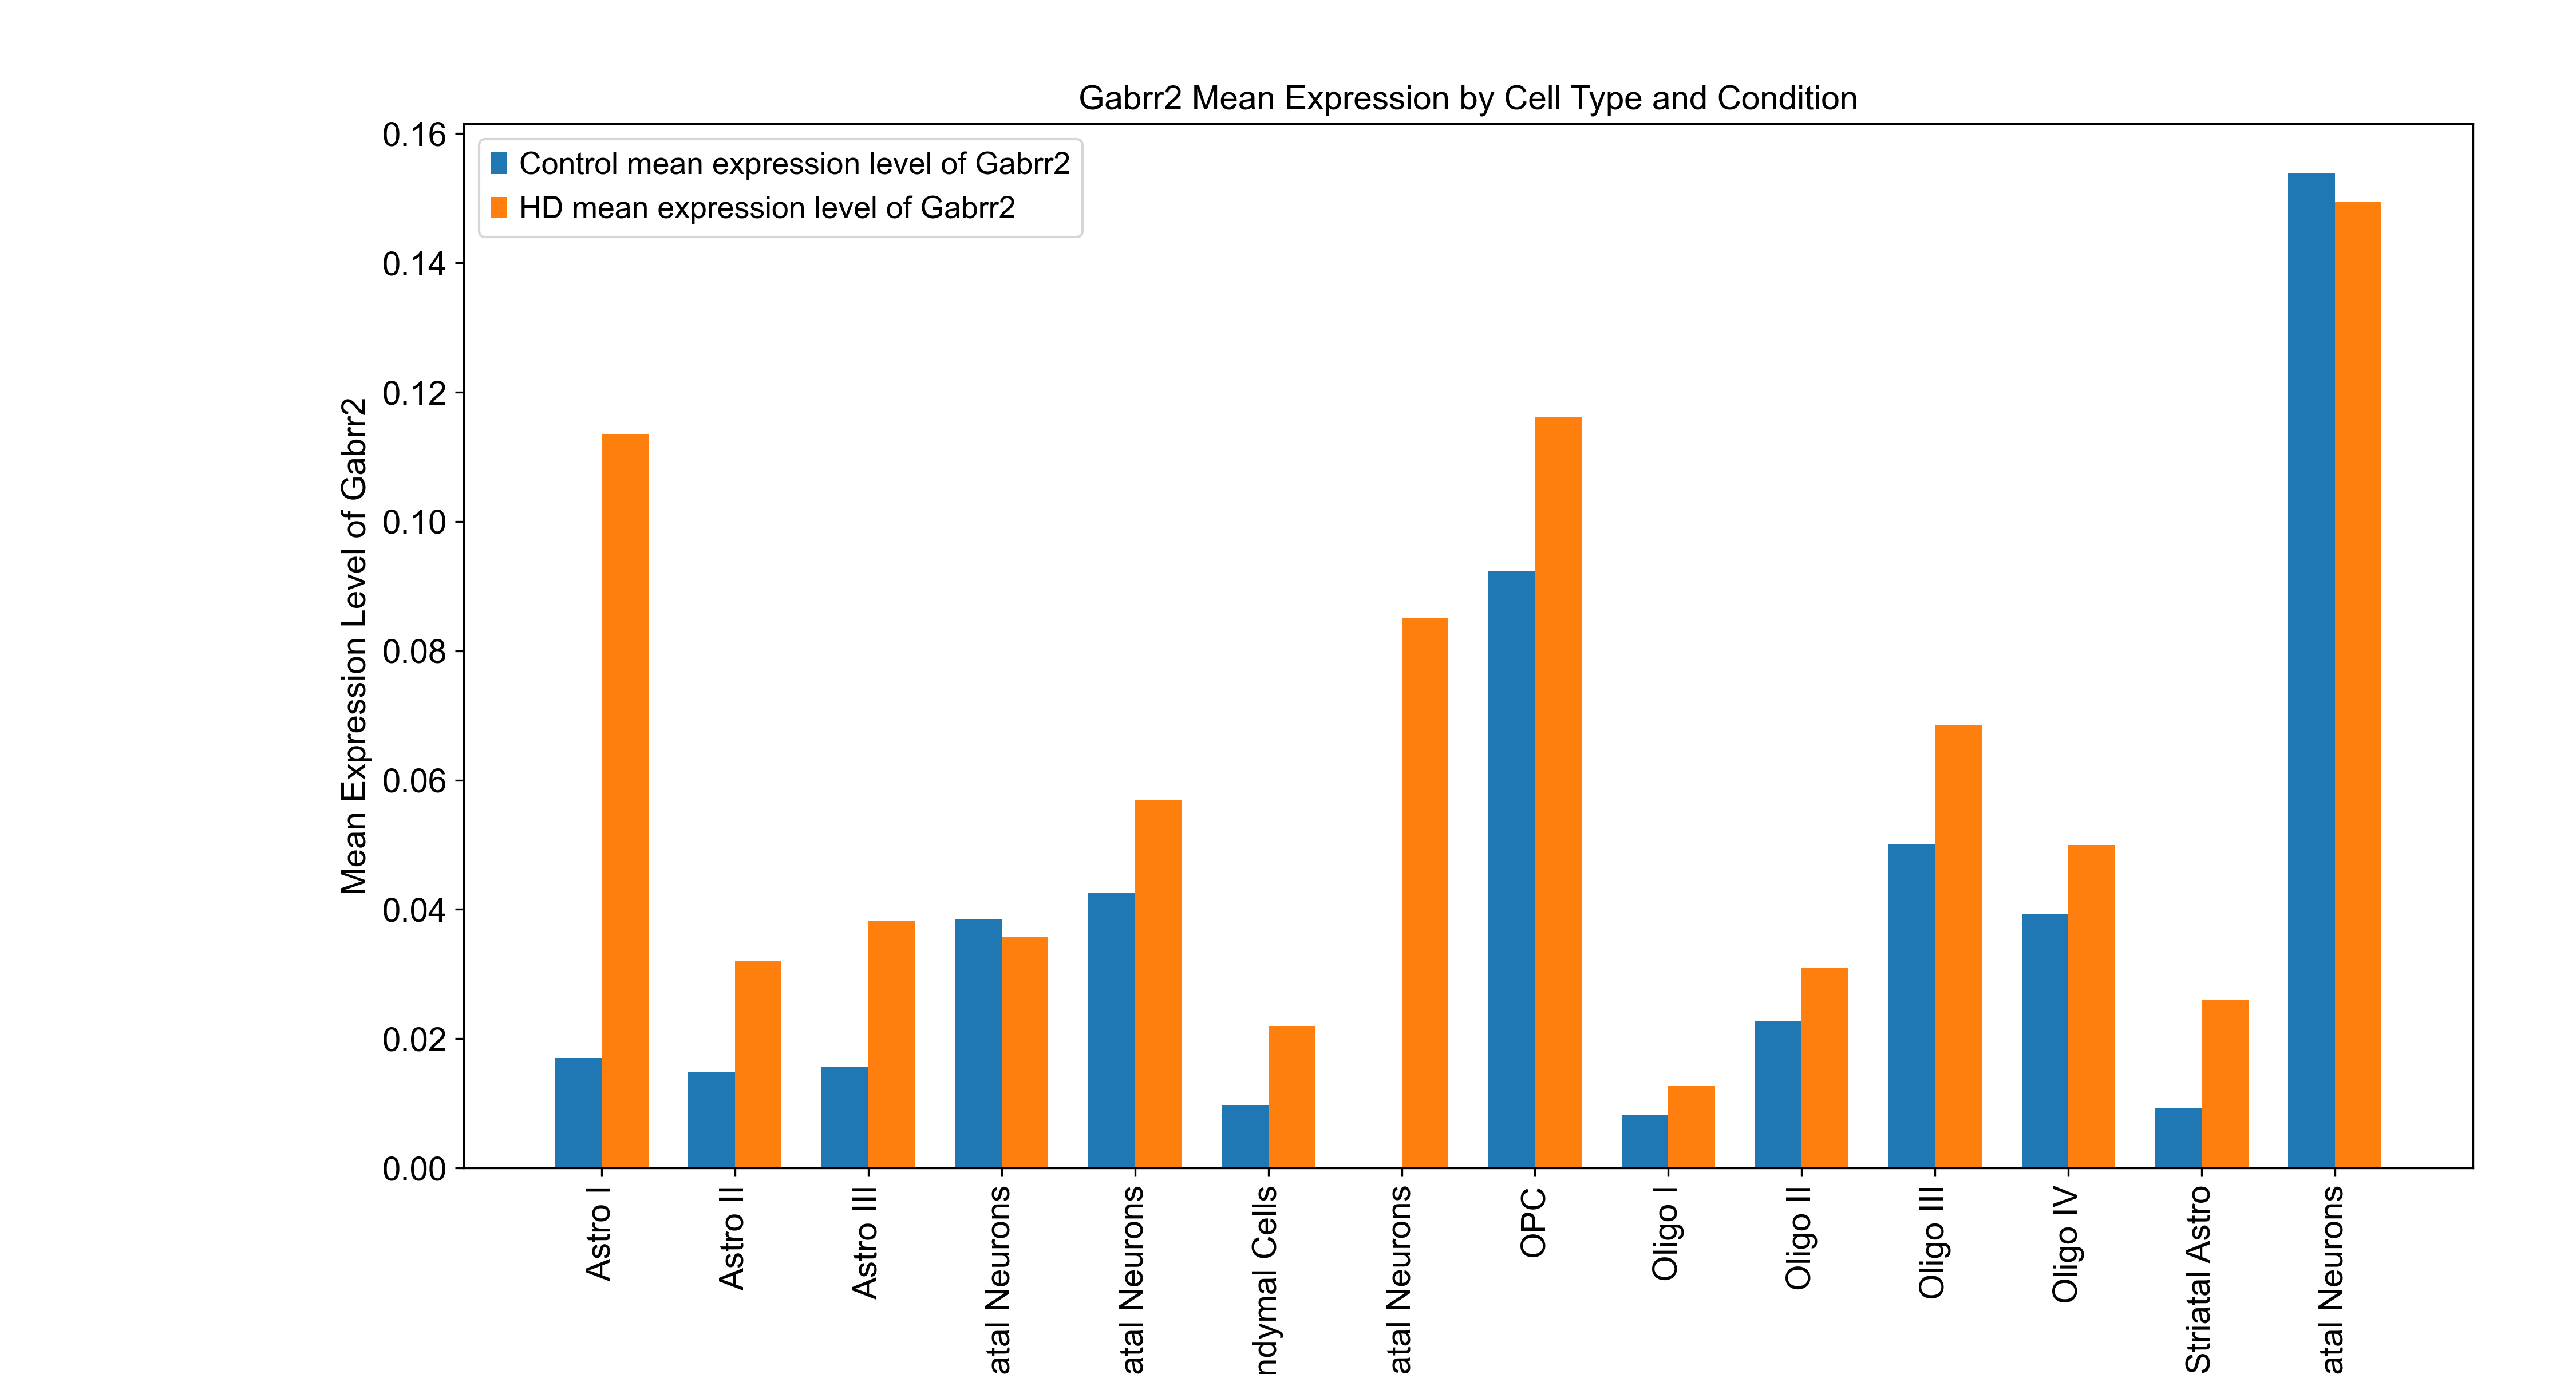 Gabrr2 Mean Expression by Cell Type and Condition
Control mean expression level of Gabrr2
HD mean expression level of Gabrr2
Mean Expression Level of Gabrr2
0.16
0.14
0.12
0.10
0.08
0.06
0.04
0.02
0.00
Astro I
Astro II
Astro III
atal Neurons
atal Neurons
ndymal Cells
atal Neurons
OPC
Oligo I
Oligo II
Oligo III
Oligo IV
Striatal Astro
atal Neurons